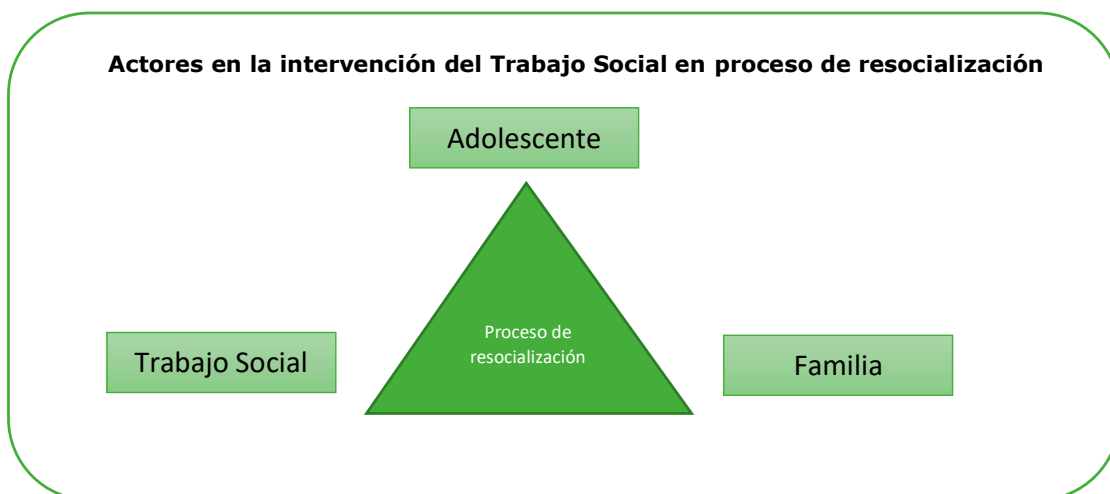 Actores en la intervención del Trabajo Social en proceso de resocialización
Adolescente
Proceso de
resocialización
Trabajo Social
Familia